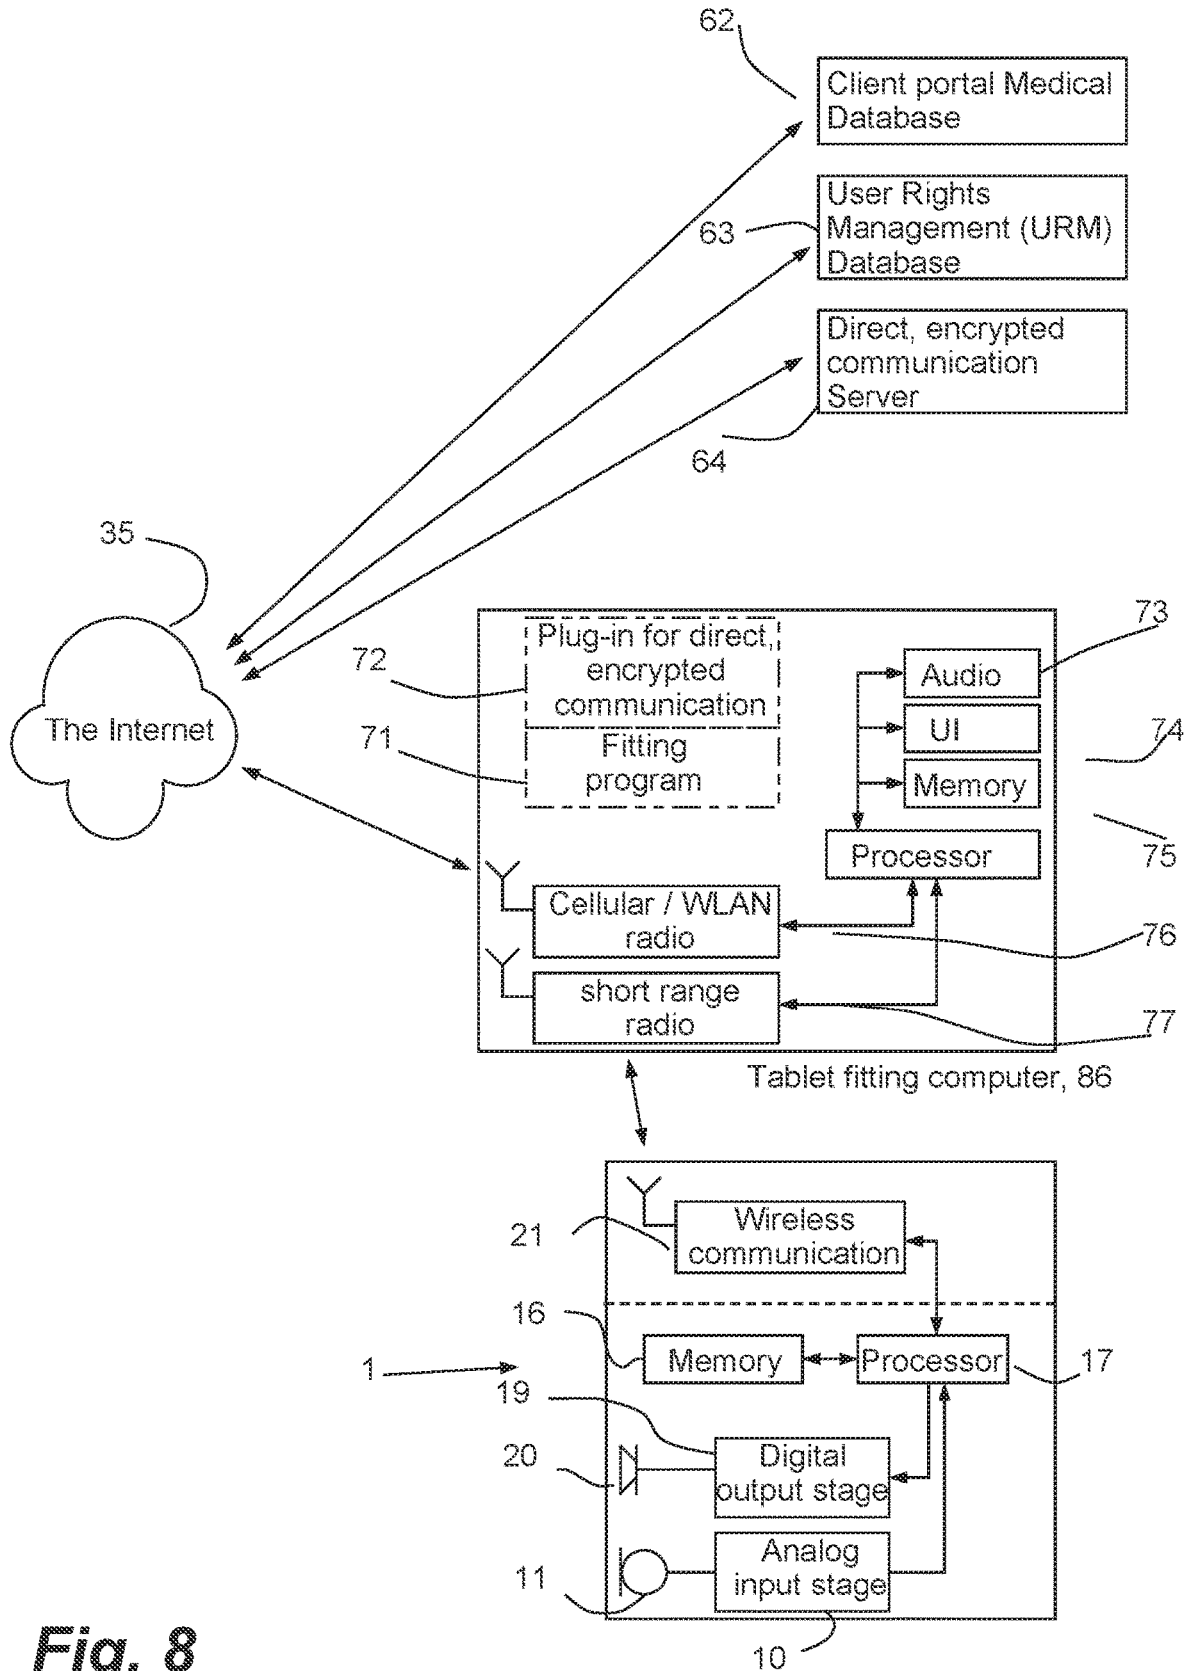 62
Client portal Medical
Database
User Rights
63
Management (URM)
Database
Direct, encrypted
communication
Server
64
35
The Internet
72
Plug-in for direct,
encrypted
communication
71
Fitting
program
73
Audio
UI
74
Memory
75
Processor
Cellular / WLAN
radio
76
short range
radio
77
Tablet fitting computer, 86
21
Wireless
communication
16
Memory
Processor
17
1
19
20
Digital
output stage
11
Analog
input stage
10
Fig. 8